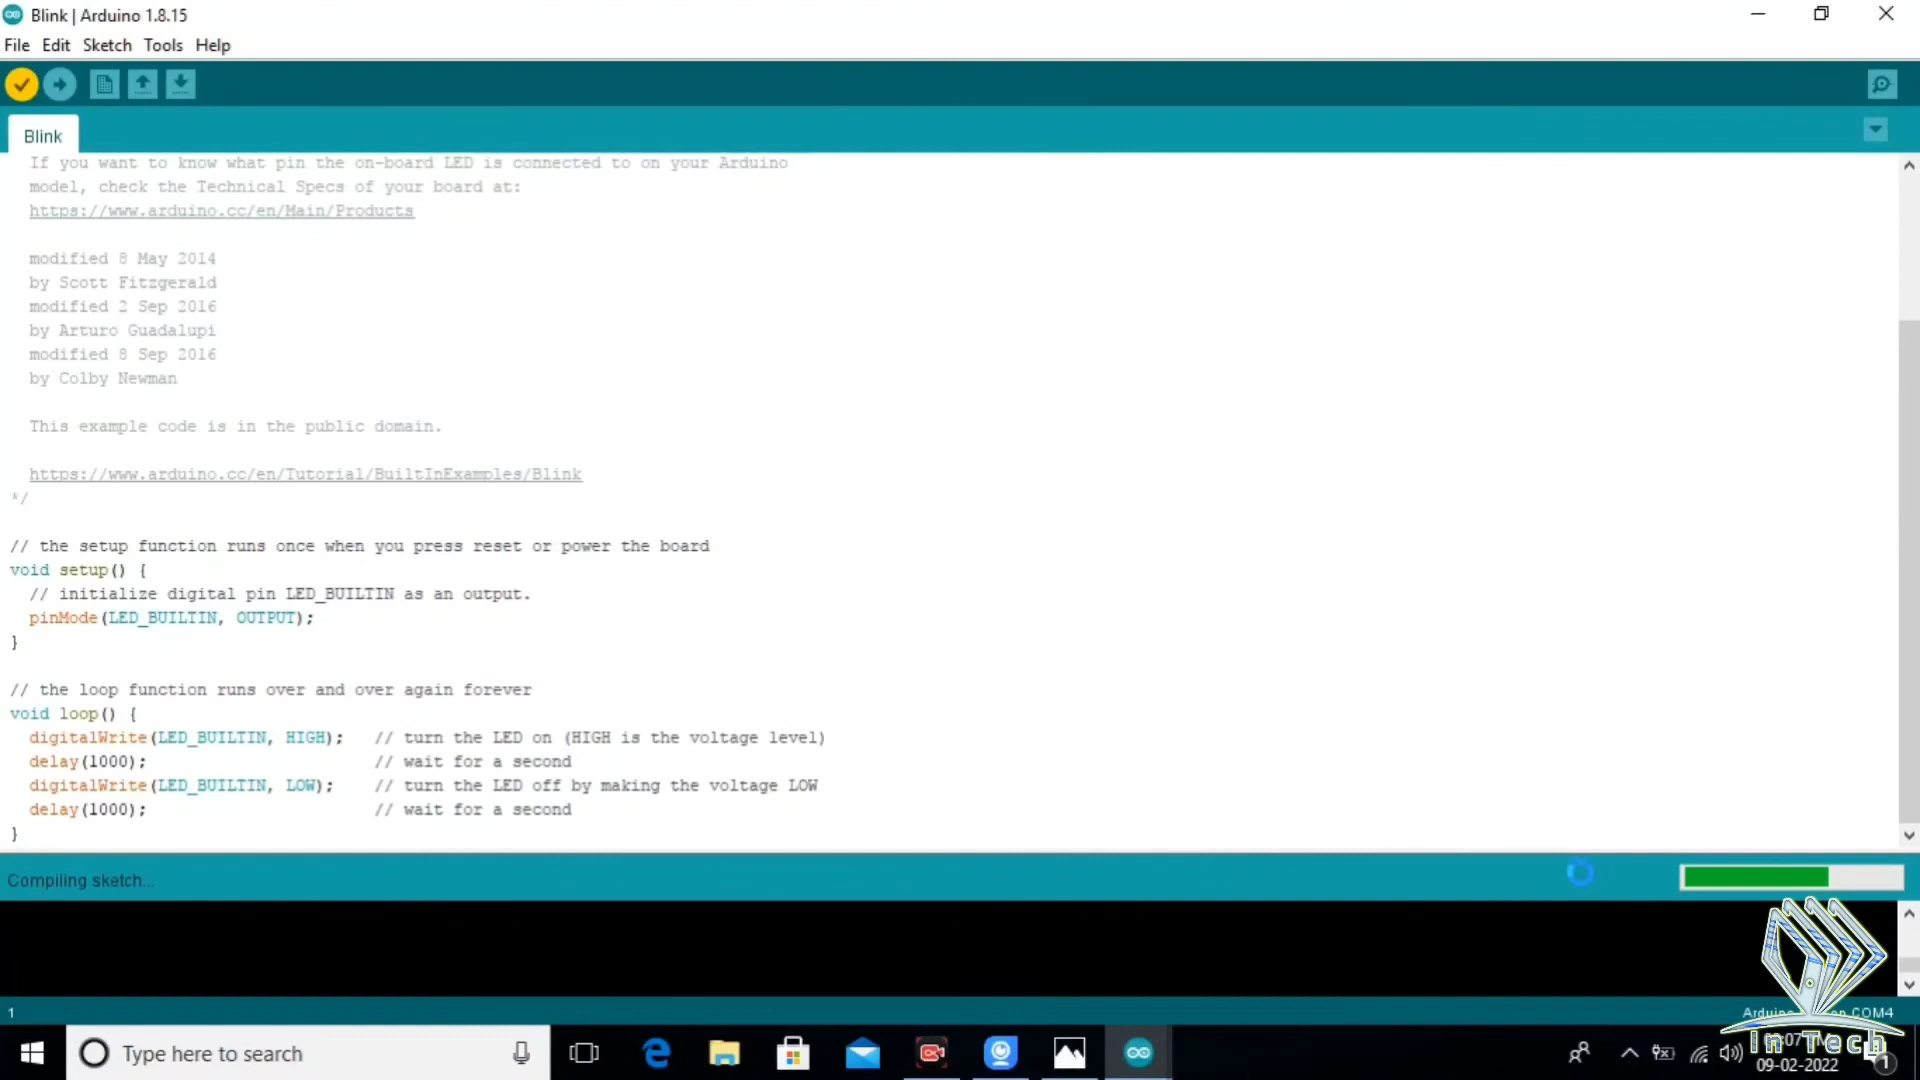 Blink | Arduino 1.8.15
File Edit Sketch Tools Help
Blink
If you want to know what pin the on-board LED is connected to on your Arduino
model, check the Technical Specs of your board at:
https://www.arduino.cc/en/Main/Products
modified 8 May 2014
by Scott Fitzgerald
modified 2 Sep 2016
by Arturo Guadalupi
modified 8 Sep 2016
by Colby Newman
This example code is in the public domain.
https://www.arduino.cc/en/Tutorial/BuiltInExamples/Blink
*/
// the setup function runs once when you press reset or power the board
void setup() {
// initialize digital pin LED_BUILTIN as an output.
pinMode(LED_BUILTIN, OUTPUT);
}
// the loop function runs over and over again forever
void loop() {
digitalWrite(LED_BUILTIN, HIGH); // turn the LED on (HIGH is the voltage level)
delay(1000); // wait for a second
digitalWrite(LED_BUILTIN, LOW); // turn the LED off by making the voltage LOW
delay(1000); // wait for a second
}
Compiling sketch...
1
Arduino COM4
Type here to search
In Tech
09-02-2022
1